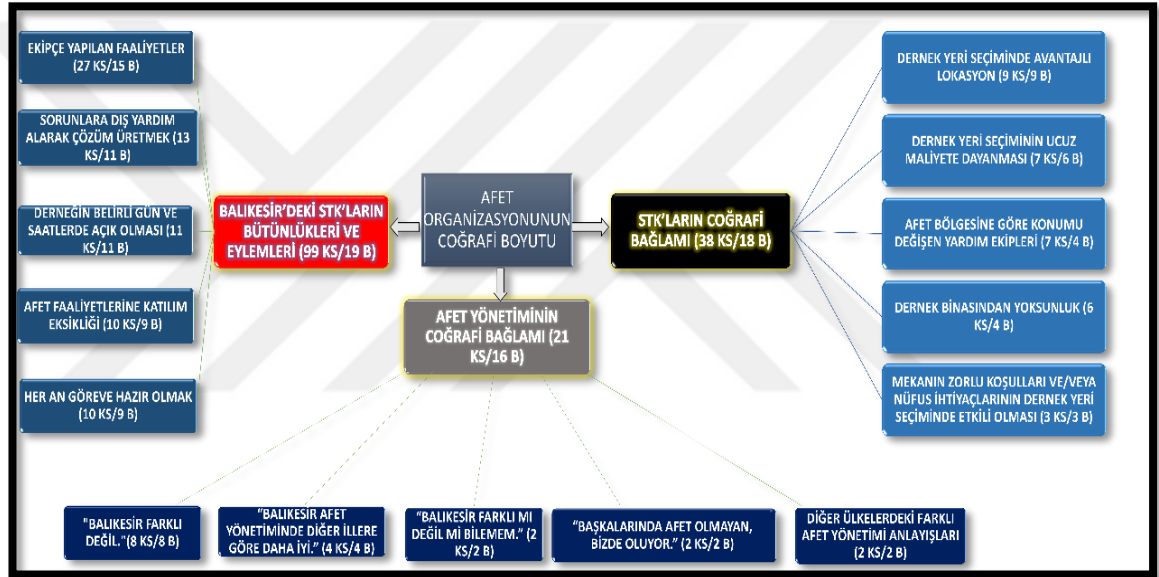 EKİPÇE YAPILAN FAALİYETLER
(27 KS/15 B)
SORUNLARA DIŞ YARDIM
ALARAK ÇÖZÜM ÜRETMEK (13
KS/11 B)
DERNEĞİN BELİRLİ GÜN VE
SAATLERDE AÇIK OLMASI (11
KS/11 B)
AFET FAALİYETLERİNE KATILIM
EKSİKLİĞİ (10 KS/9 B)
HER AN GÖREVE HAZIR OLMAK
(10 KS/9 B)
BALIKESİR'DEKİ STK'LARIN
BÜTÜNLÜKLERİ VE
EYLEMLERİ (99 KS/19 B)
AFET
ORGANİZASYONUNUN
COĞRAFİ BOYUTU
STK'LARIN COĞRAFİ
BAĞLAMI (38 KS/18 B)
AFET YÖNETİMİNİN
COĞRAFİ BAĞLAMI (21
KS/16 B)
DERNEK YERİ SEÇİMİNDE AVANTAJLI
LOKASYON (9 KS/9 B)
DERNEK YERİ SEÇİMİNİN UCUZ
MALİYETE DAYANMASI (7 KS/6 B)
AFET BÖLGESİNE GÖRE KONUMU
DEĞİŞEN YARDIM EKİPLERİ (7 KS/4 B)
DERNEK BİNASINDAN YOKSUNLUK (6
KS/4 B)
MEKANIN ZORLU KOŞULLARI VE/VEYA
NÜFUS İHTİYAÇLARININ DERNEK YERİ
SEÇİMİNDE ETKİLİ OLMASI (3 KS/3 B)
"BALIKESİR FARKLI
DEĞİL."(8 KS/8 B)
"BALIKESİR AFET
YÖNETİMİNDE DİĞER İLLERE
GÖRE DAHA İYİ." (4 KS/4 B)
"BALIKESİR FARKLI MI
DEĞİL Mİ BİLEMEM." (2
KS/2 B)
"BAŞKALARINDA AFET OLMAYAN,
BİZDE OLUYOR." (2 KS/2 B)
DİĞER ÜLKELERDEKİ FARKLI
AFET YÖNETİMİ ANLAYIŞLARI
(2 KS/2 B)